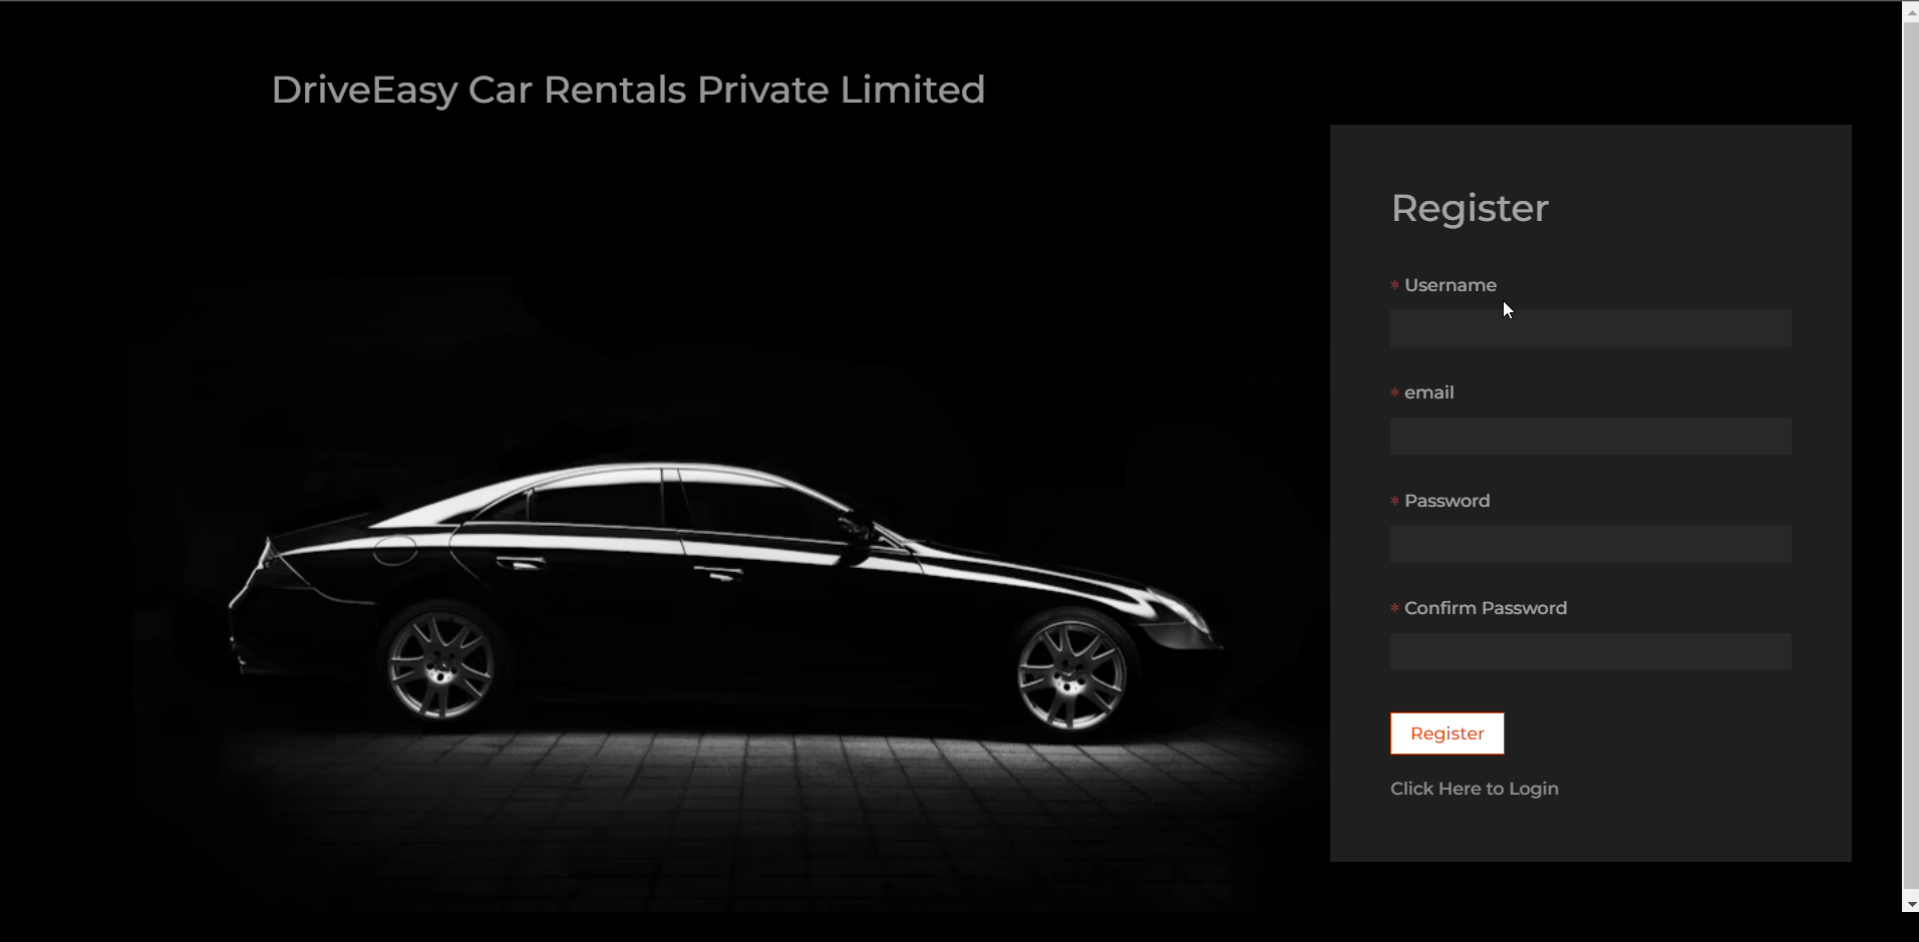 DriveEasy Car Rentals Private Limited
Register
* Username
* email
* Password
* Confirm Password
Register
Click Here to Login